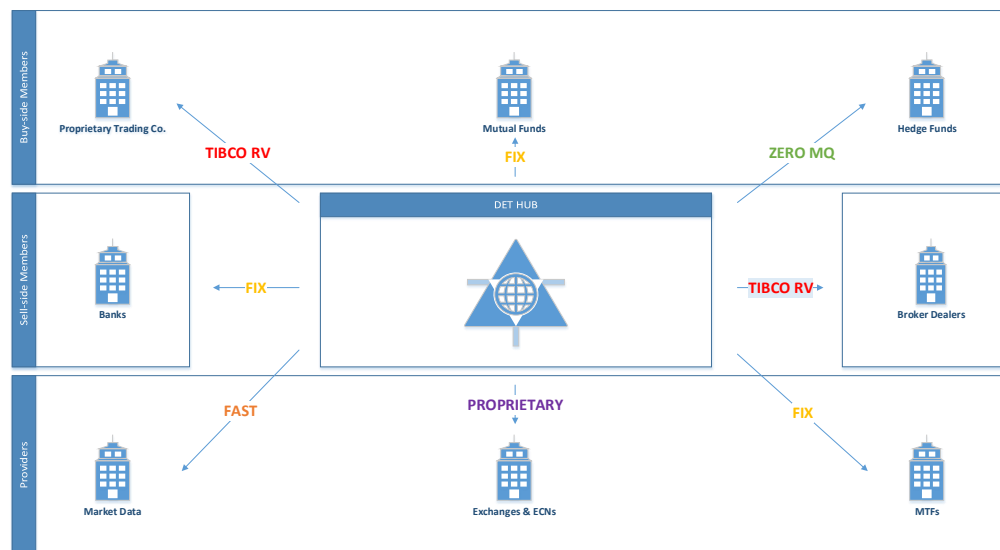 Buy-side Members
Proprietary Trading Co.
Mutual Funds
Hedge Funds
TIBCO RV
FIX
ZERO MQ
Sell-side Members
DET HUB
Banks
FIX
TIBCO RV
Broker Dealers
Providers
FAST
PROPRIETARY
FIX
Market Data
Exchanges & ECNs
MTFs